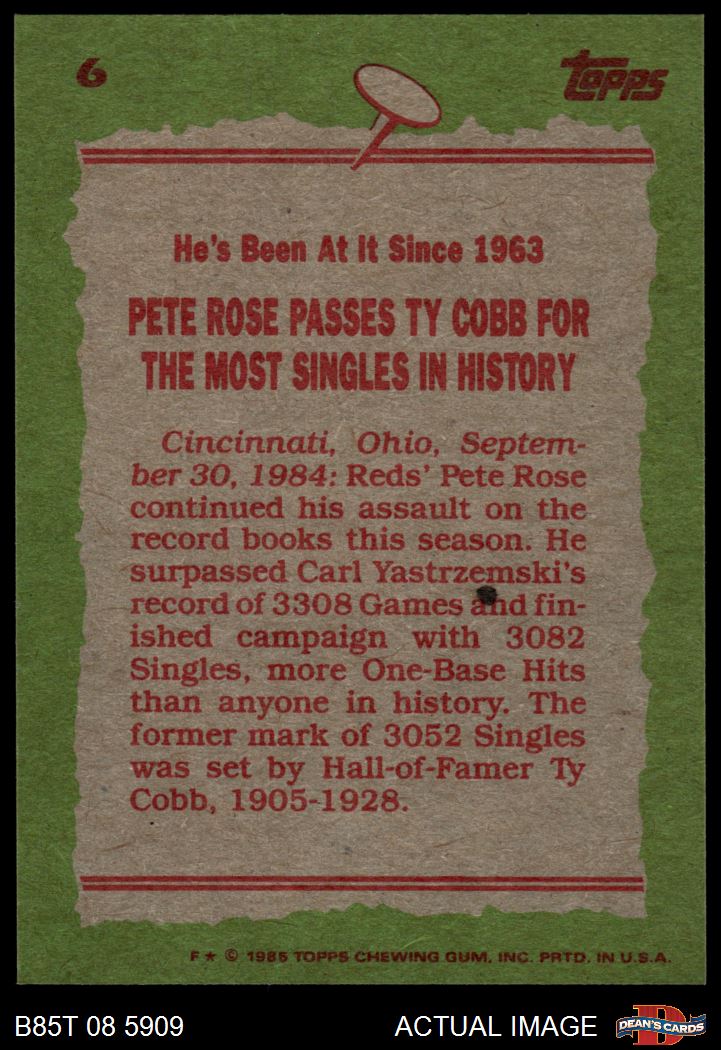 6
Topps
He's Been At It Since 1963
PETE ROSE PASSES TY COBB FOR
THE MOST SINGLES IN HISTORY
Cincinnati, Ohio, Septem-
ber 30, 1984: Reds' Pete Rose
continued his assault on the
record books this season. He
surpassed Carl Yastrzemski's
record of 3308 Games and fin-
ished campaign with 3082
Singles, more One-Base Hits
than anyone in history. The
former mark of 3052 Singles
was set by Hall-of-Famer Ty
Cobb, 1905-1928.
F★ © 1985 TOPPS CHEWING GUM, INC. PRTD. IN U.S.A.
B85T 08 5909 ACTUAL IMAGE D DEAN'S CARDS